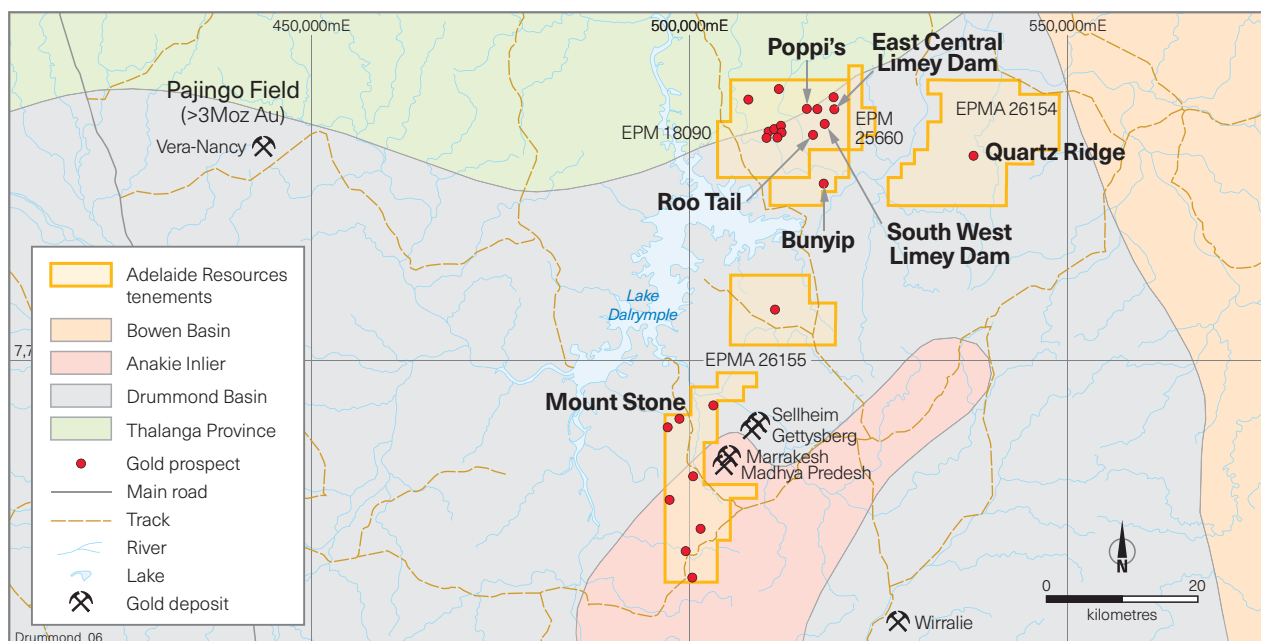 450,000mE
500,000mE
550,000mE
Poppi's
East Central
Limey Dam
Pajingo Field
(>3Moz Au)
Vera-Nancy
EPM 18090
EPM
25660
EPMA 26154
Quartz Ridge
Roo Tail
Bunyip
South West
Limey Dam
Lake
Dalrymple
7,7
EPMA 26155
Mount Stone
Sellheim
Gettysberg
Marrakesh
Madhya Predesh
Wirralie
Adelaide Resources
tenements
Bowen Basin
Anakie Inlier
Drummond Basin
Thalanga Province
Gold prospect
Main road
Track
River
Lake
Gold deposit
N
0 20
kilometres
Drummond_06